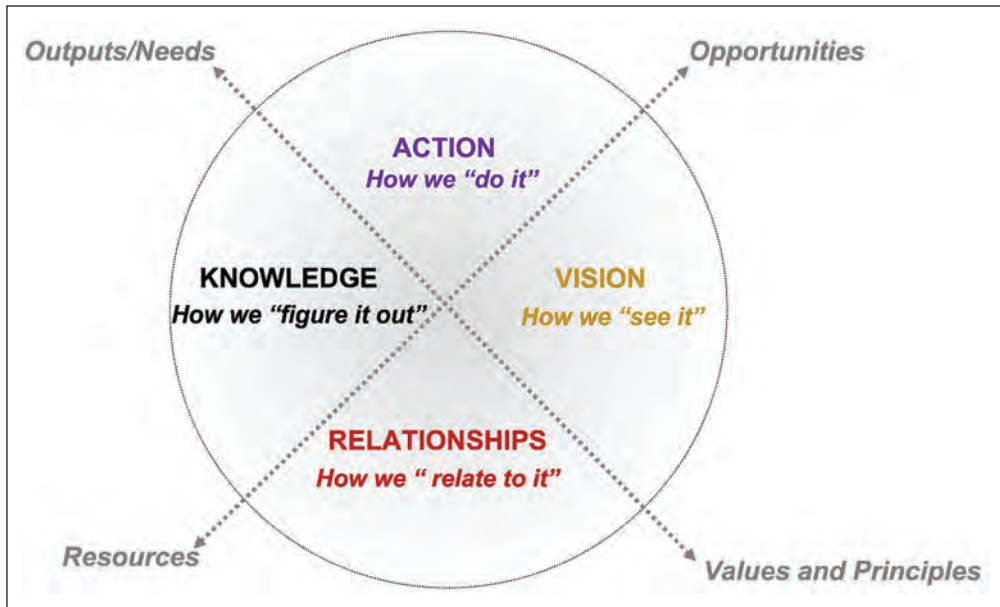 Outputs/Needs
Opportunities
ACTION
How we “do it”
KNOWLEDGE
How we “figure it out”
VISION
How we “see it”
RELATIONSHIPS
How we “ relate to it”
Resources
Values and Principles